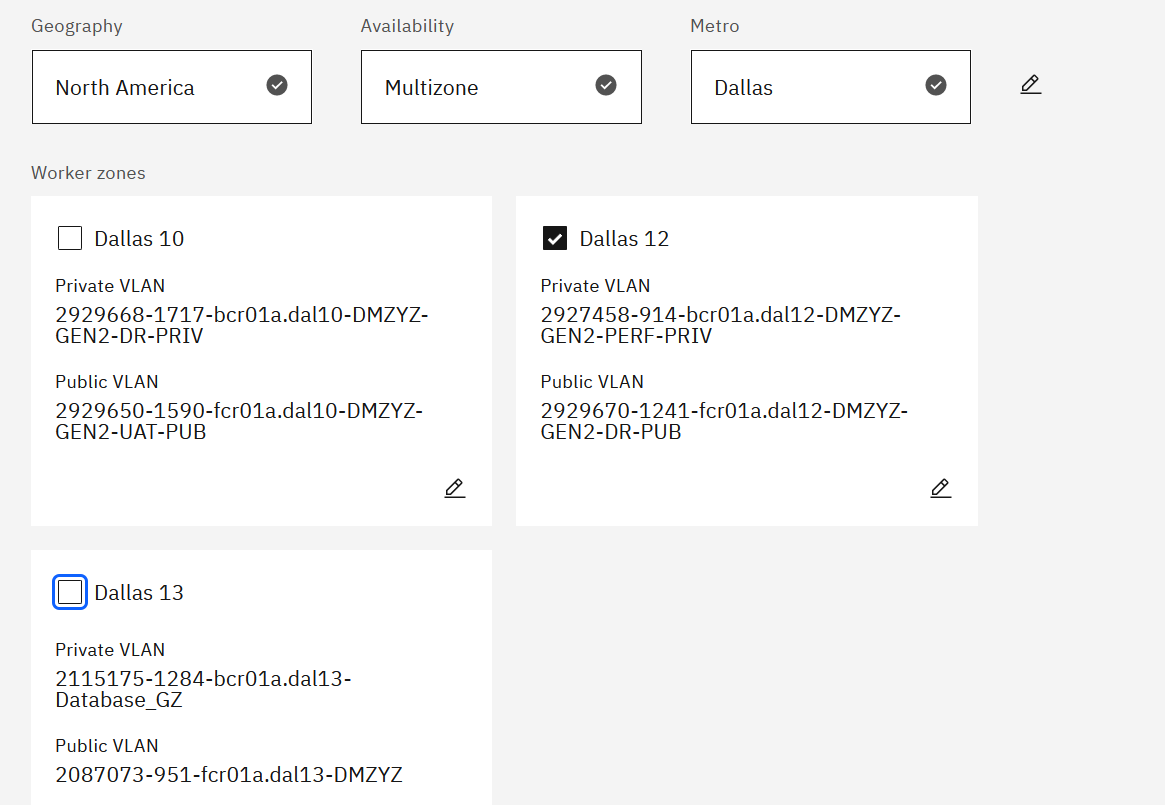 Geography
Availability
Metro
North America
Multizone
Dallas
Worker zones
Dallas 10
Private VLAN
2929668-1717-bcr01a.dal10-DMZYZ-
GEN2-DR-PRIV
Public VLAN
2929650-1590-fcr01a.dal10-DMZYZ-
GEN2-UAT-PUB
Dallas 12
Private VLAN
2927458-914-bcr01a.dal12-DMZYZ-
GEN2-PERF-PRIV
Public VLAN
2929670-1241-fcr01a.dal12-DMZYZ-
GEN2-DR-PUB
Dallas 13
Private VLAN
2115175-1284-bcr01a.dal13-
Database_GZ
Public VLAN
2087073-951-fcr01a.dal13-DMZYZ